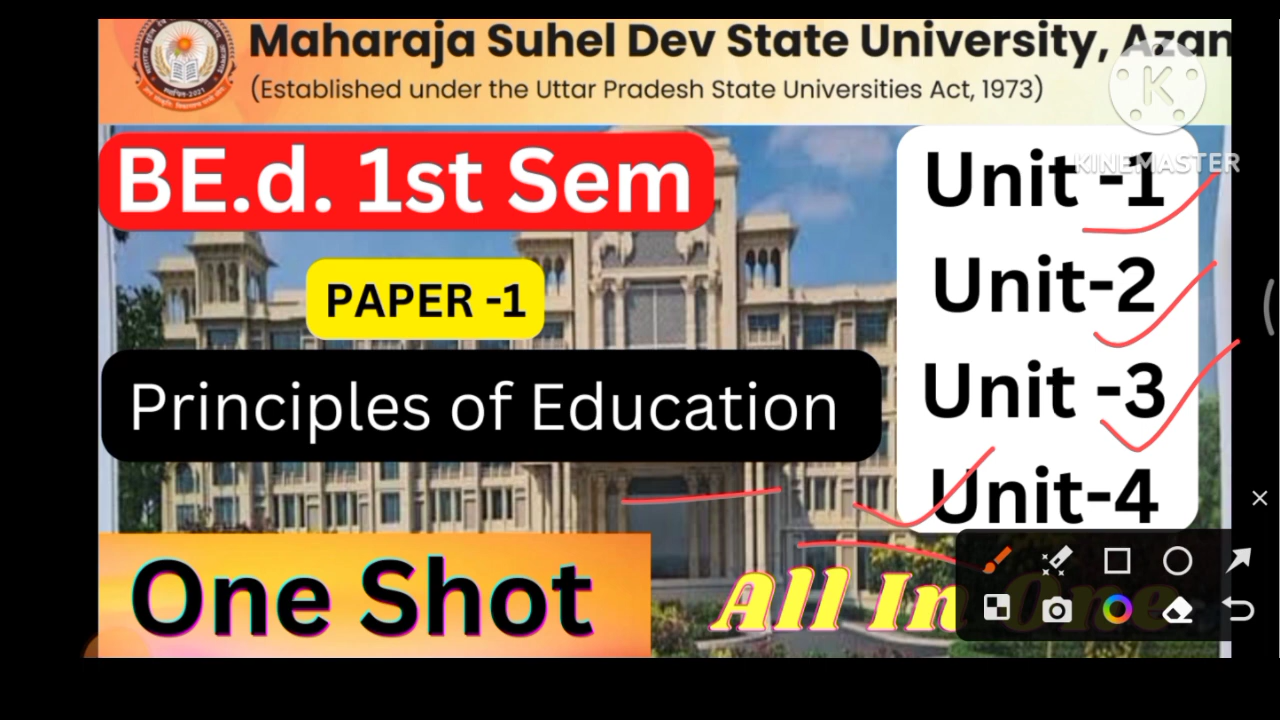 Maharaja Suhel Dev State University, Azam
(Established under the Uttar Pradesh State Universities Act, 1973)
BE.d. 1st Sem
PAPER -1
Principles of Education
One Shot
Unit -1
Unit-2
Unit -3
Unit-4
All In One
K
KINEMASTER